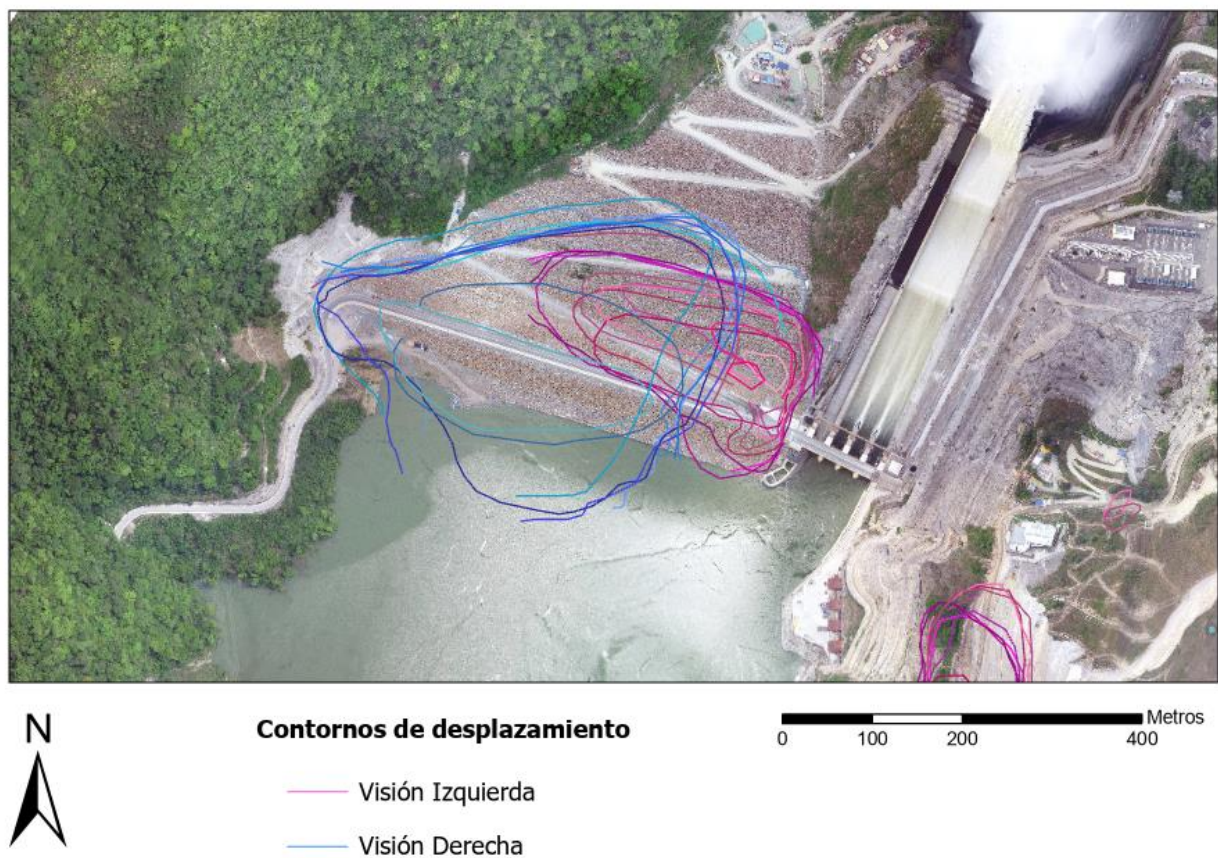 N
Contornos de desplazamiento
Metros
0 100 200 400
Visión Izquierda
Visión Derecha